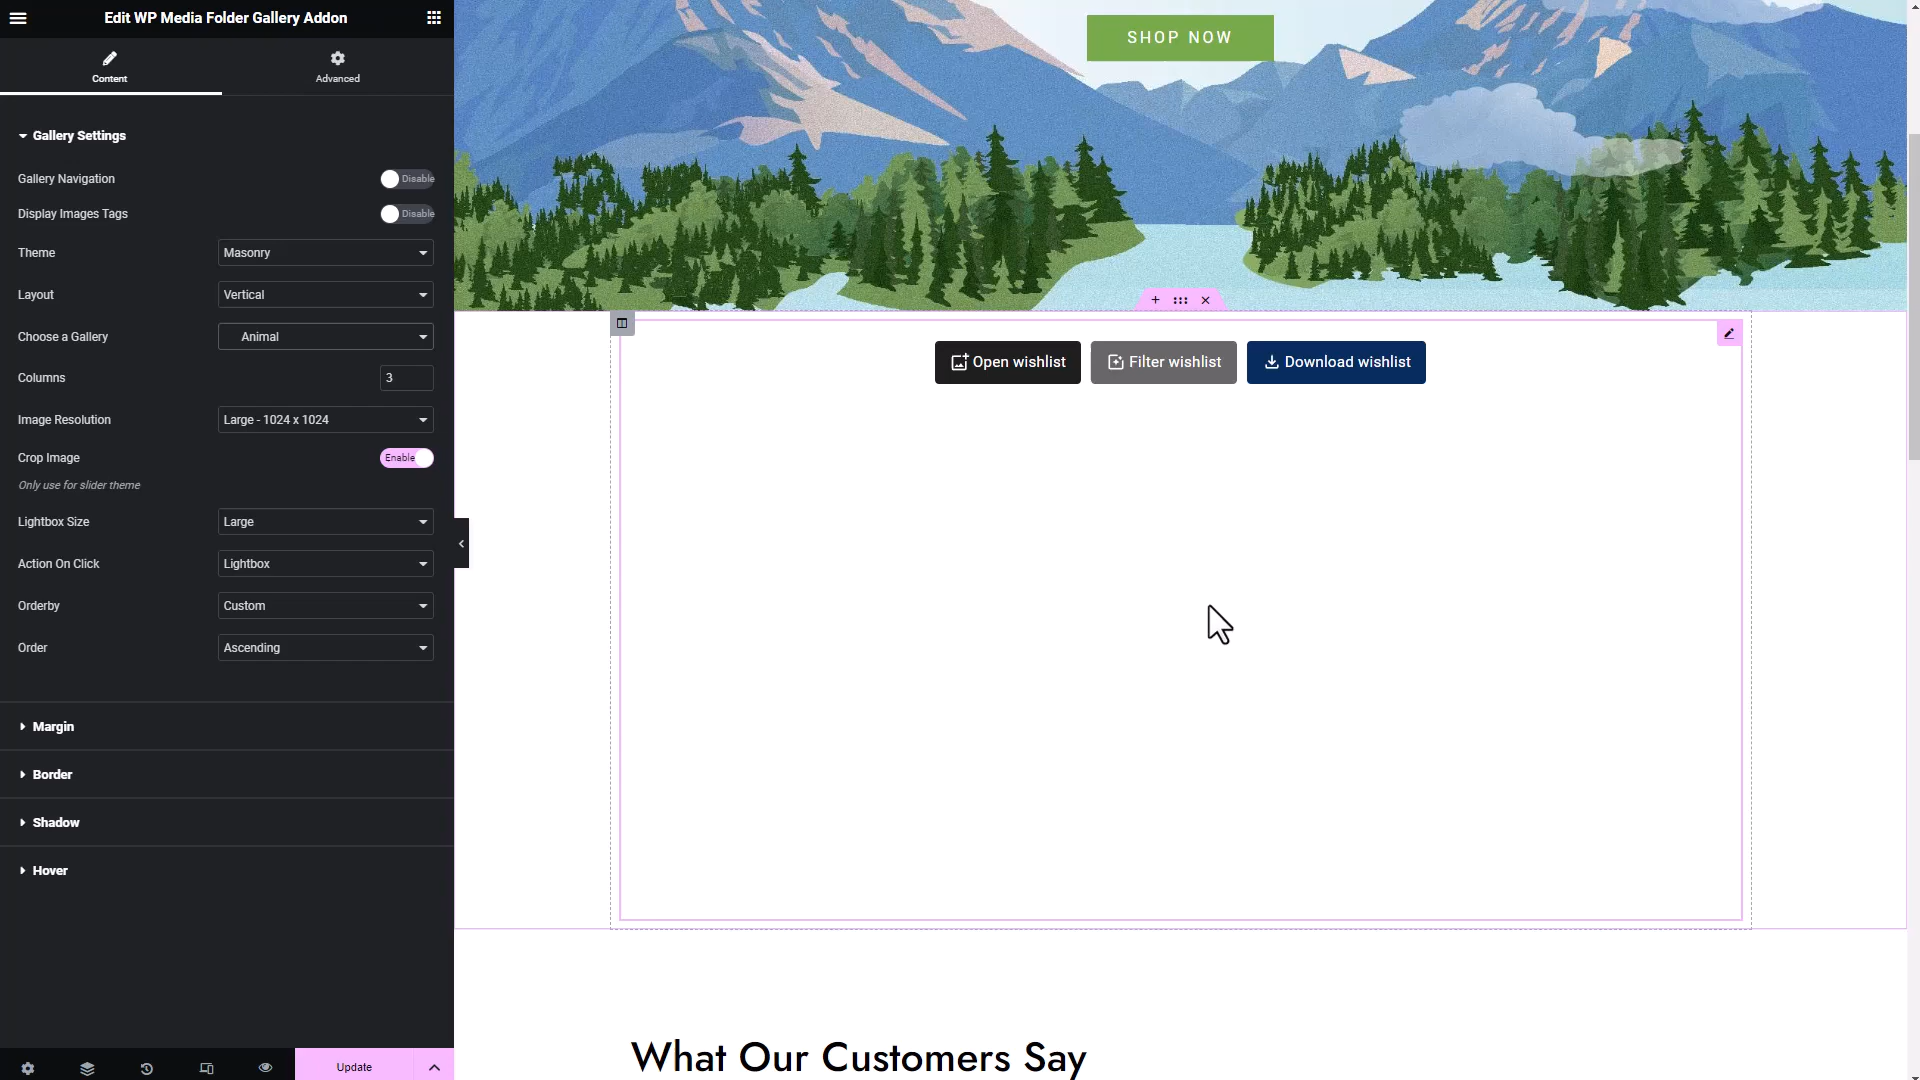 Edit WP Media Folder Gallery Addon
Content
Advanced
Gallery Settings
Gallery Navigation
Disable
Display Images Tags
Disable
Theme
Masonry
Layout
Vertical
Choose a Gallery
Animal
Columns
3
Image Resolution
Large - 1024 x 1024
Crop Image
Enable
Only use for slider theme
Lightbox Size
Large
Action On Click
Lightbox
Orderby
Custom
Order
Ascending
Margin
Border
Shadow
Hover
Update
SHOP NOW
Open wishlist
Filter wishlist
Download wishlist
What Our Customers Say